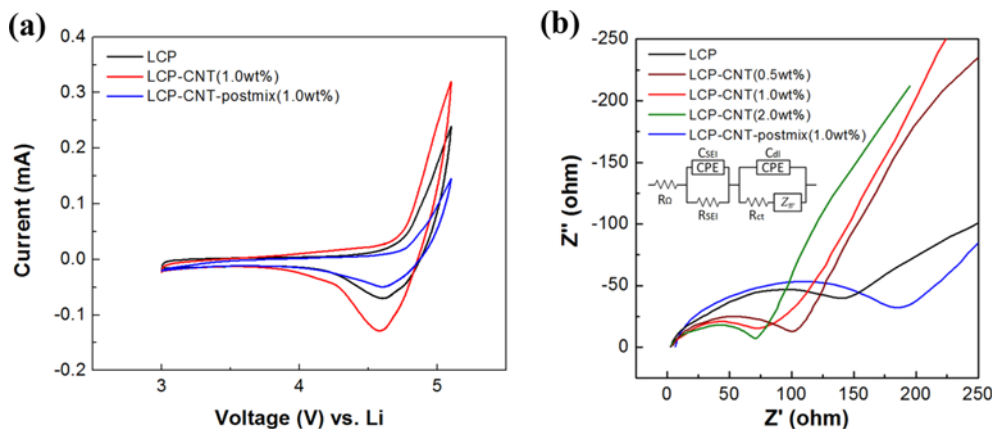 (a)
0.4
0.3
0.2
0.1
0.0
-0.1
-0.2
Current (mA)
LCP
LCP-CNT(1.0wt%)
LCP-CNT-postmix(1.0wt%)
3
4
5
Voltage (V) vs. Li
(b)
-250
-200
-150
-100
-50
0
Z'' (ohm)
LCP
LCP-CNT(0.5wt%)
LCP-CNT(1.0wt%)
LCP-CNT(2.0wt%)
LCP-CNT-postmix(1.0wt%)
CSEI
Cdl
CPE
CPE
RΩ
RSEI
Rct
0
50
100
150
200
250
Z' (ohm)